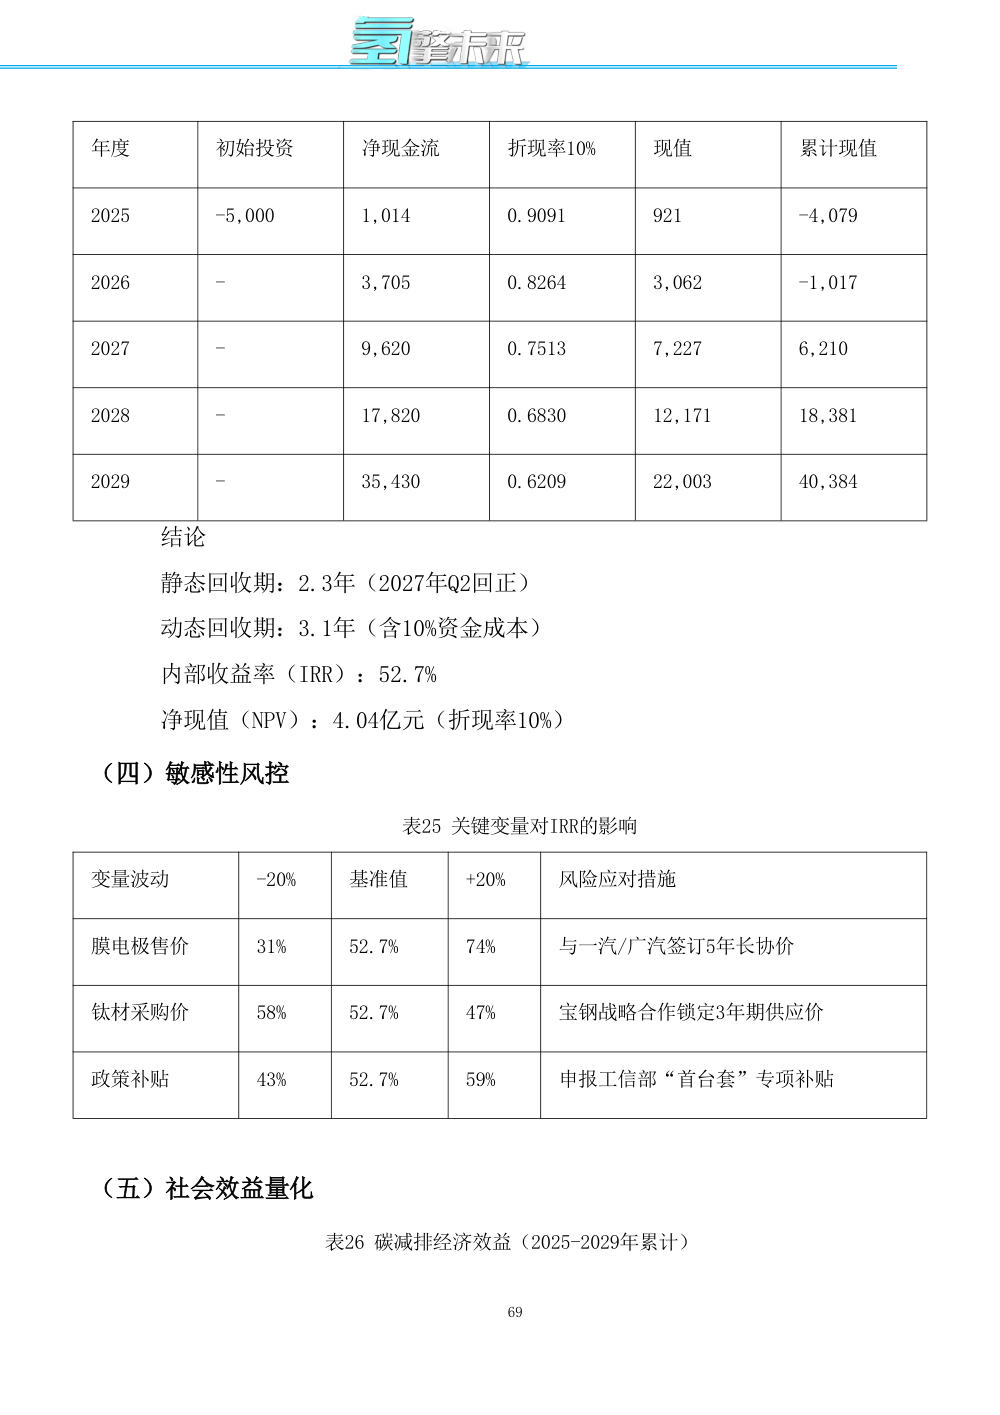 氢擎未来
年度 初始投资 净现金流 折现率10% 现值 累计现值
2025 -5,000 1,014 0.9091 921 -4,079
2026 - 3,705 0.8264 3,062 -1,017
2027 - 9,620 0.7513 7,227 6,210
2028 - 17,820 0.6830 12,171 18,381
2029 - 35,430 0.6209 22,003 40,384
结论
静态回收期：2.3年（2027年Q2回正）
动态回收期：3.1年（含10%资金成本）
内部收益率（IRR）：52.7%
净现值（NPV）：4.04亿元（折现率10%）
（四）敏感性风控
表25 关键变量对IRR的影响
变量波动 -20% 基准值 +20% 风险应对措施
膜电极售价 31% 52.7% 74% 与一汽/广汽签订5年长协价
钛材采购价 58% 52.7% 47% 宝钢战略合作锁定3年期供应价
政策补贴 43% 52.7% 59% 申报工信部“首台套”专项补贴
（五）社会效益量化
表26 碳减排经济效益（2025-2029年累计）
69